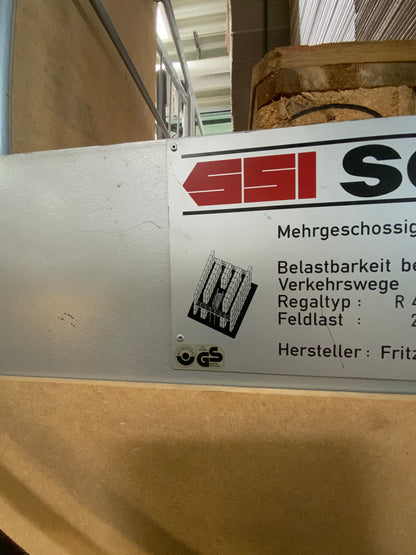 SSI SC
Mehrgeschossig
Belastbarkeit be
Verkehrswege
Regaltyp : R 4
Feldlast : 2
Hersteller : Fritz
GS